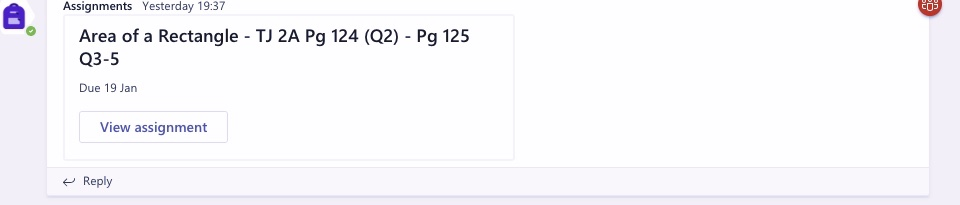 Assignments Yesterday 19:37
Area of a Rectangle - TJ 2A Pg 124 (Q2) - Pg 125
Q3-5
Due 19 Jan
View assignment
Reply